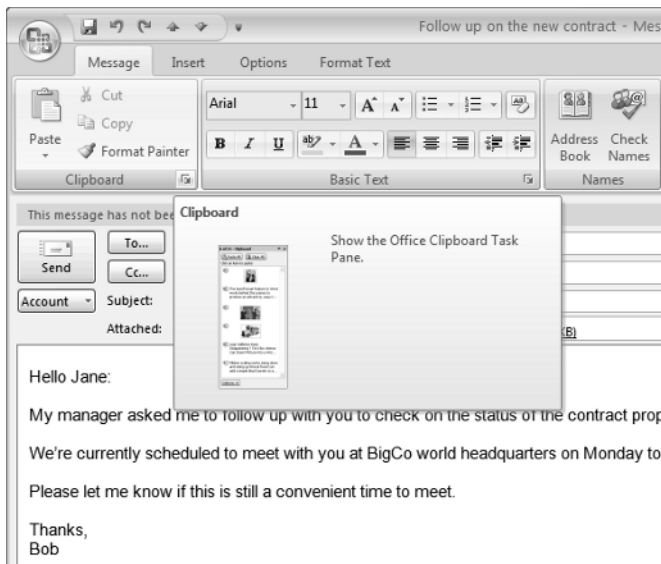 Follow up on the new contract - Mes
Message Insert Options Format Text
Cut
Copy
Format Painter
Paste
Arial 11
B I U
Address Book
Check Names
Clipboard Basic Text Names
This message has not bee
Clipboard
Show the Office Clipboard Task
Pane.
Send
To...
Cc...
Account
Subject:
Attached:
B)
Hello Jane:
My manager asked me to follow up with you to check on the status of the contract prop
We're currently scheduled to meet with you at BigCo world headquarters on Monday to
Please let me know if this is still a convenient time to meet.
Thanks,
Bob